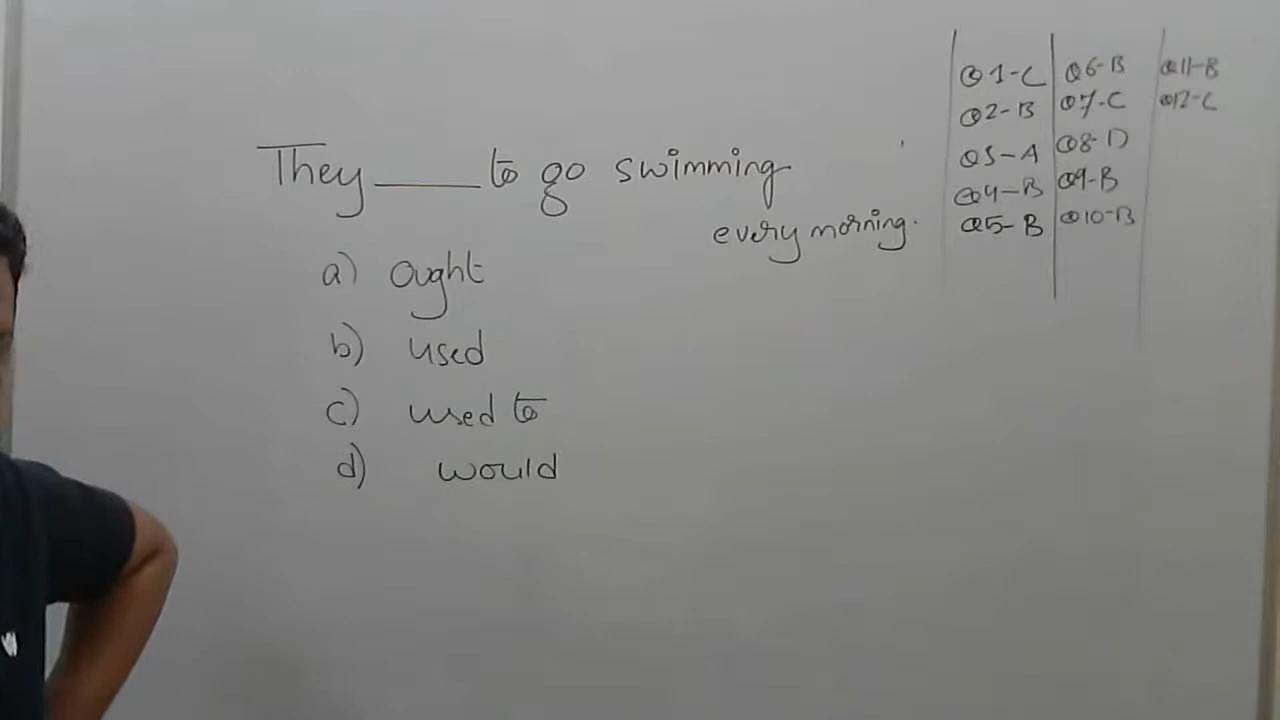 They ____ to go swimming
every morning.
a) ought
b) used
c) used to
d) would
Q1-C
Q2-B
Q3-A
Q4-B
Q5-B
Q6-B
Q7-C
Q8-D
Q9-B
Q10-B
Q11-B
Q12-C